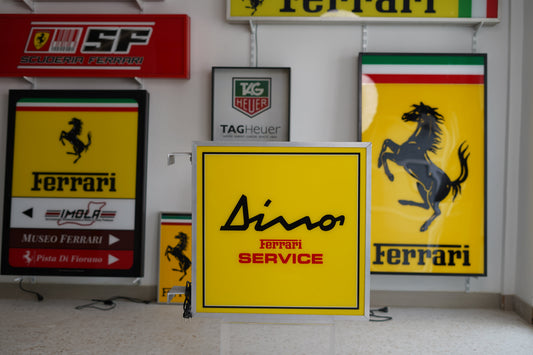 Ferrari
SF
SCUDERIA FERRARI
TAG
HEUER
TAGHeuer
Ferrari
IMOLA
MUSEO FERRARI
Pista Di Fiorano
Dino
Ferrari
SERVICE
Ferrari